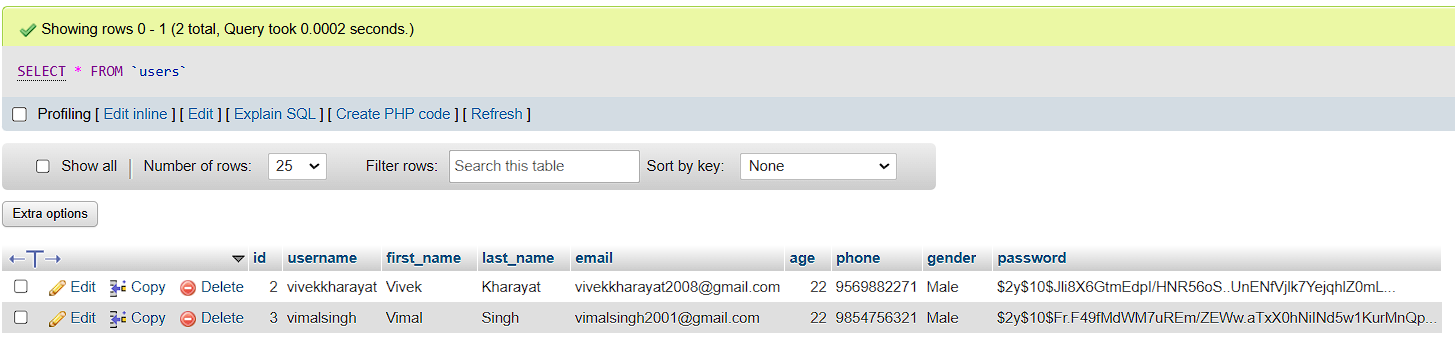 Showing rows 0 - 1 (2 total, Query took 0.0002 seconds.)
SELECT * FROM `users`
Profiling [ Edit inline ] [ Edit ] [ Explain SQL ] [ Create PHP code ] [ Refresh ]
Show all Number of rows: 25 Filter rows: Search this table Sort by key: None
Extra options
id username first_name last_name email age phone gender password
Edit Copy Delete 2 vivekkharayat Vivek Kharayat vivekkharayat2008@gmail.com 22 9569882271 Male $2y$10$Jli8X6GtmEdpI/HNR56oS..UnENfVjlk7YejqhlZ0mL...
Edit Copy Delete 3 vimalsingh Vimal Singh vimalsingh2001@gmail.com 22 9854756321 Male $2y$10$Fr.F49fMdWM7uREm/ZEWw.aTxX0hNilNd5w1KurMnQp...